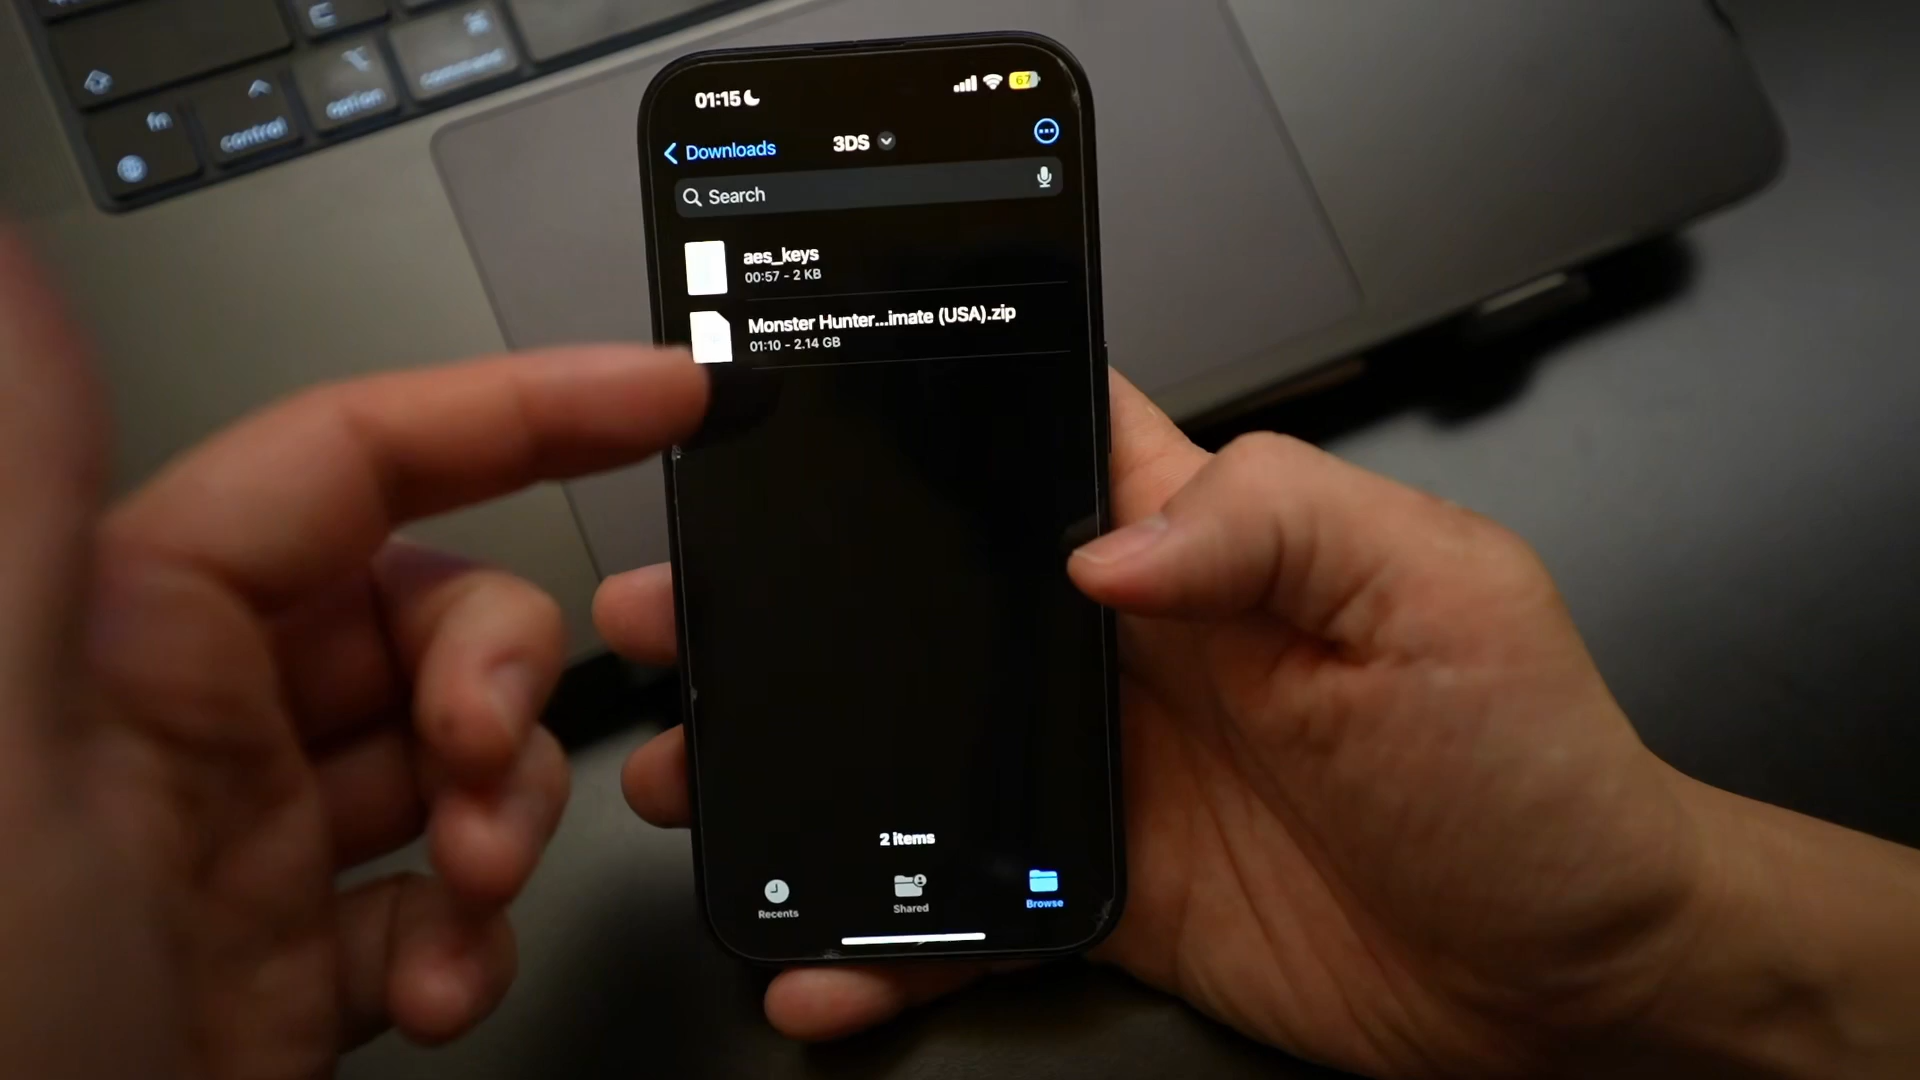 command
option
control
fn
01:15
67
Downloads
3DS
Search
aes_keys
00:57 - 2 KB
Monster Hunter...imate (USA).zip
01:10 - 2.14 GB
2 items
Recents
Shared
Browse